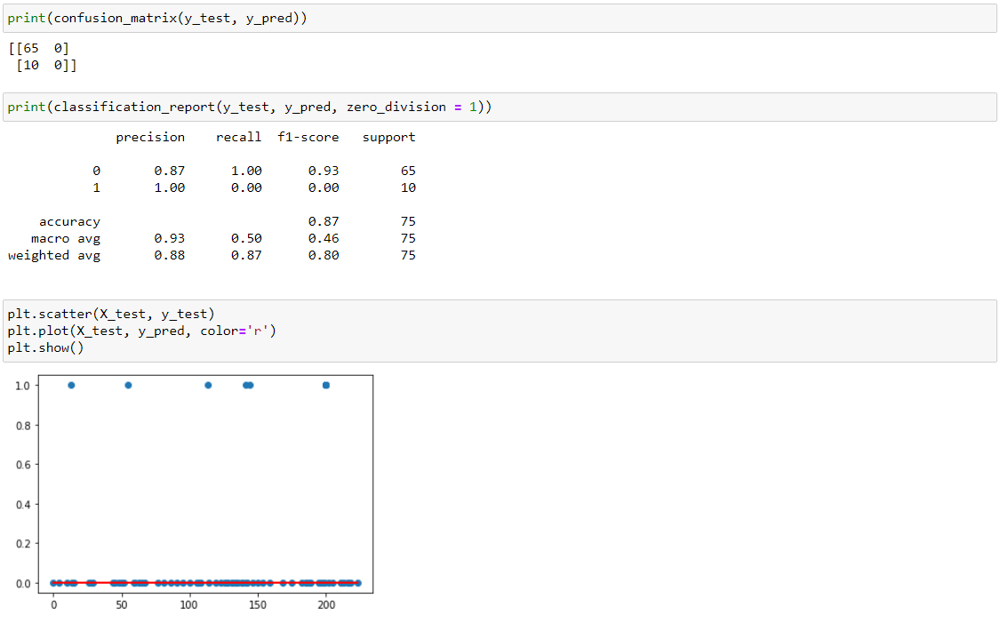 print(confusion_matrix(y_test, y_pred))
[[65  0]
 [10  0]]
print(classification_report(y_test, y_pred, zero_division = 1))
              precision    recall  f1-score   support
           0       0.87      1.00      0.93        65
           1       1.00      0.00      0.00        10
    accuracy                           0.87        75
   macro avg       0.93      0.50      0.46        75
weighted avg       0.88      0.87      0.80        75
plt.scatter(X_test, y_test)
plt.plot(X_test, y_pred, color='r')
plt.show()
1.0
0.8
0.6
0.4
0.2
0.0
0 50 100 150 200